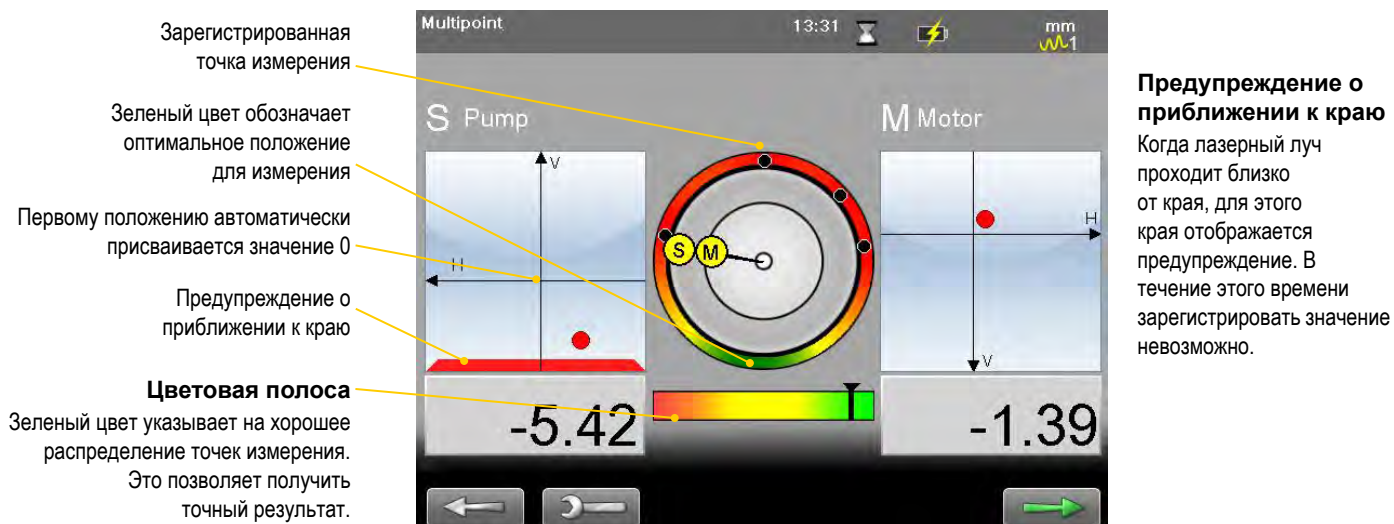 Зарегистрированная
точка измерения
Зеленый цвет обозначает
оптимальное положение
для измерения
Первому положению автоматически
присваивается значение 0
Предупреждение о
приближении к краю
Цветовая полоса
Зеленый цвет указывает на хорошее
распределение точек измерения.
Это позволяет получить
точный результат.
Multipoint
13:31
mm
1
S Pump
M Motor
V
H
S
M
H
V
-5.42
-1.39
Предупреждение о
приближении к краю
Когда лазерный луч
проходит близко
от края, для этого
края отображается
предупреждение. В
течение этого времени
зарегистрировать значение
невозможно.